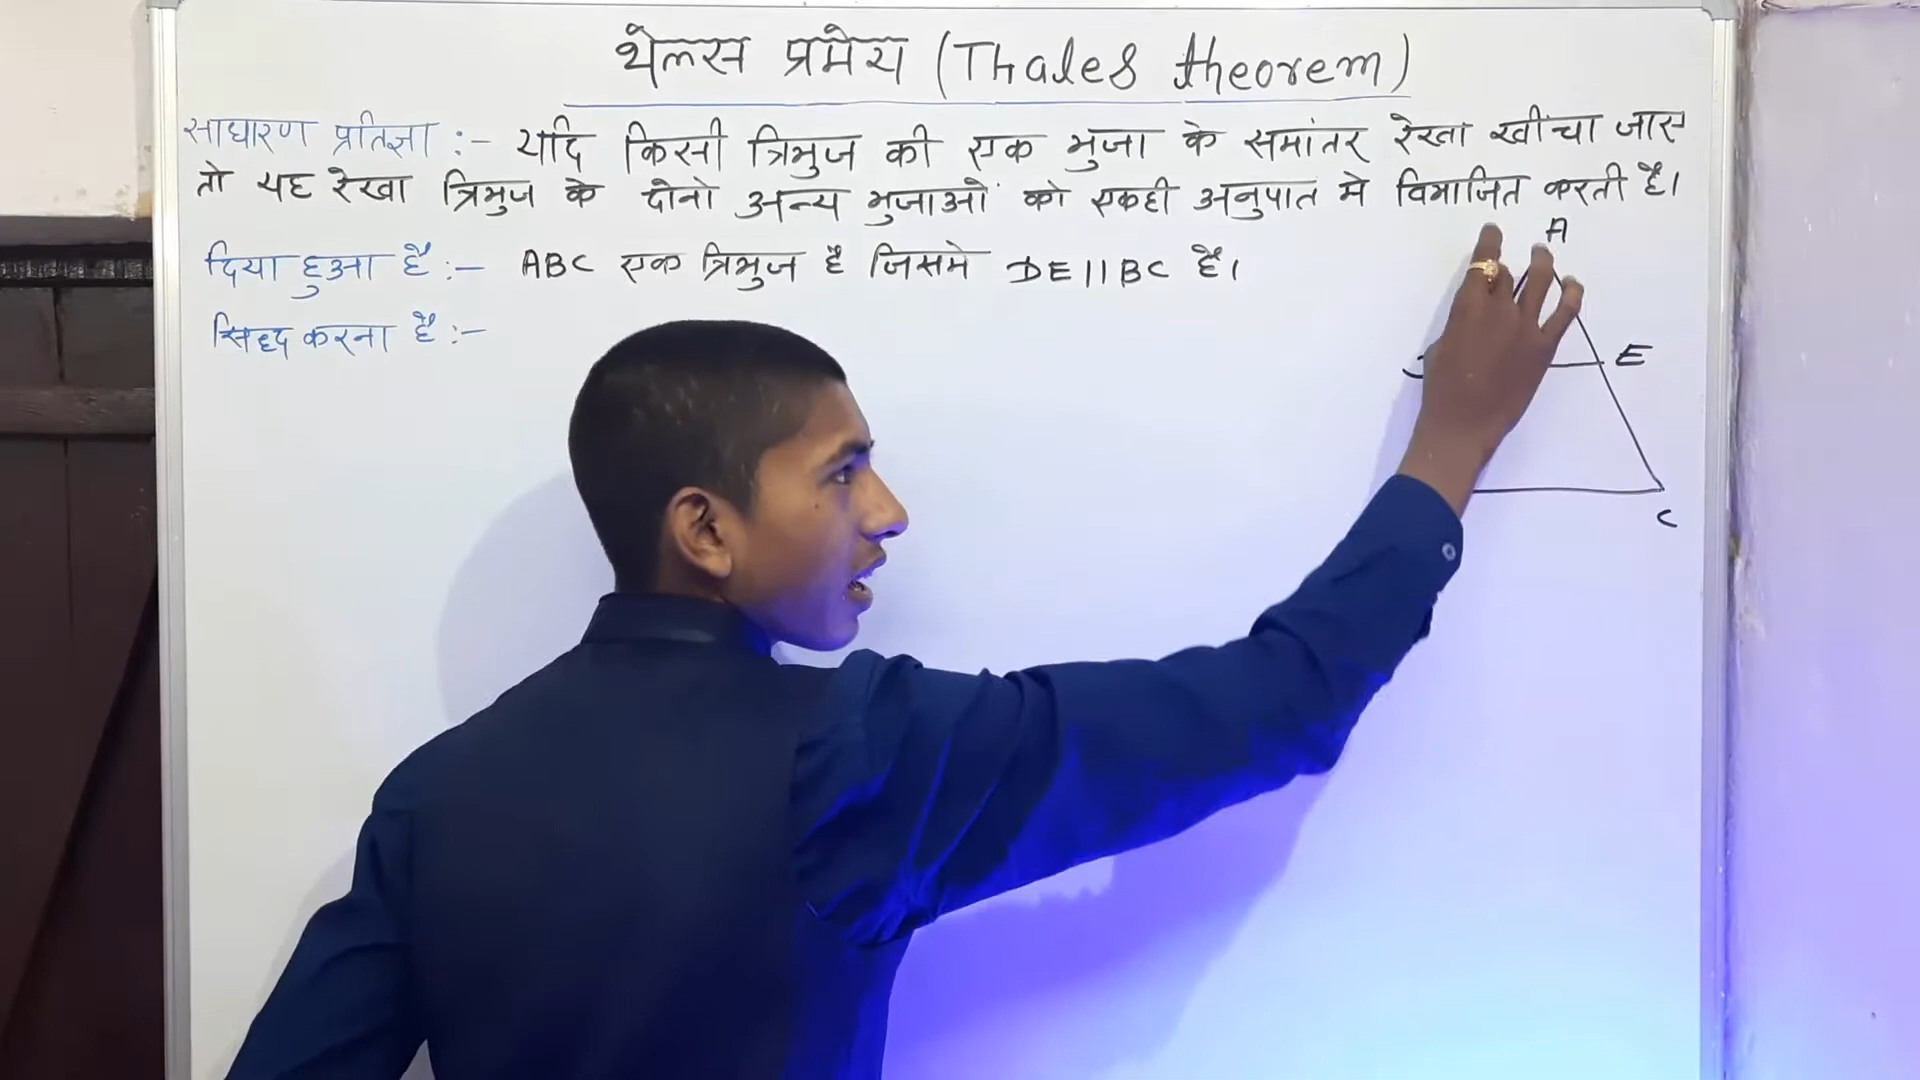 थेल्स प्रमेय (Thales theorem)
साधारण प्रतिज्ञा :- यदि किसी त्रिभुज की एक भुजा के समांतर रेखा खींचा जाए
तो यह रेखा त्रिभुज के दोनो अन्य भुजाओं को एकही अनुपात मे विभाजित करती है।
दिया हुआ है :- ABC एक त्रिभुज है जिसमे DE||BC है।
सिद्ध करना है :-
A
E
C